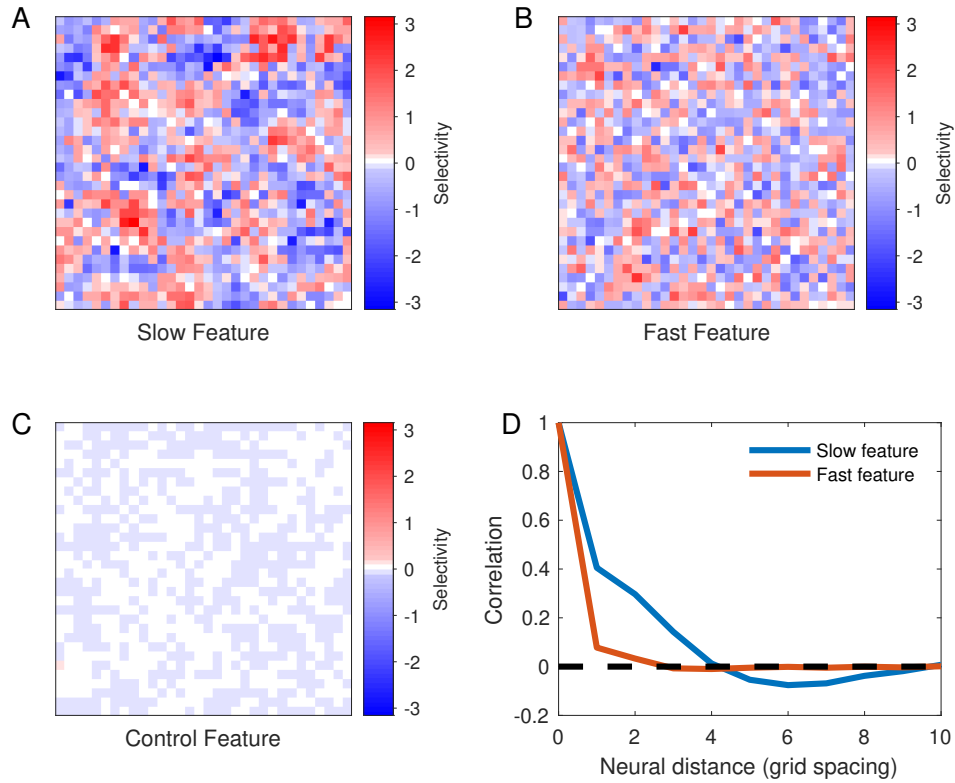 A
3
2
1
0
-1
-2
-3
Selectivity
Slow Feature
B
3
2
1
0
-1
-2
-3
Selectivity
Fast Feature
C
3
2
1
0
-1
-2
-3
Selectivity
Control Feature
D
1
0.8
0.6
0.4
0.2
0
-0.2
Correlation
Slow feature
Fast feature
0 2 4 6 8 10
Neural distance (grid spacing)